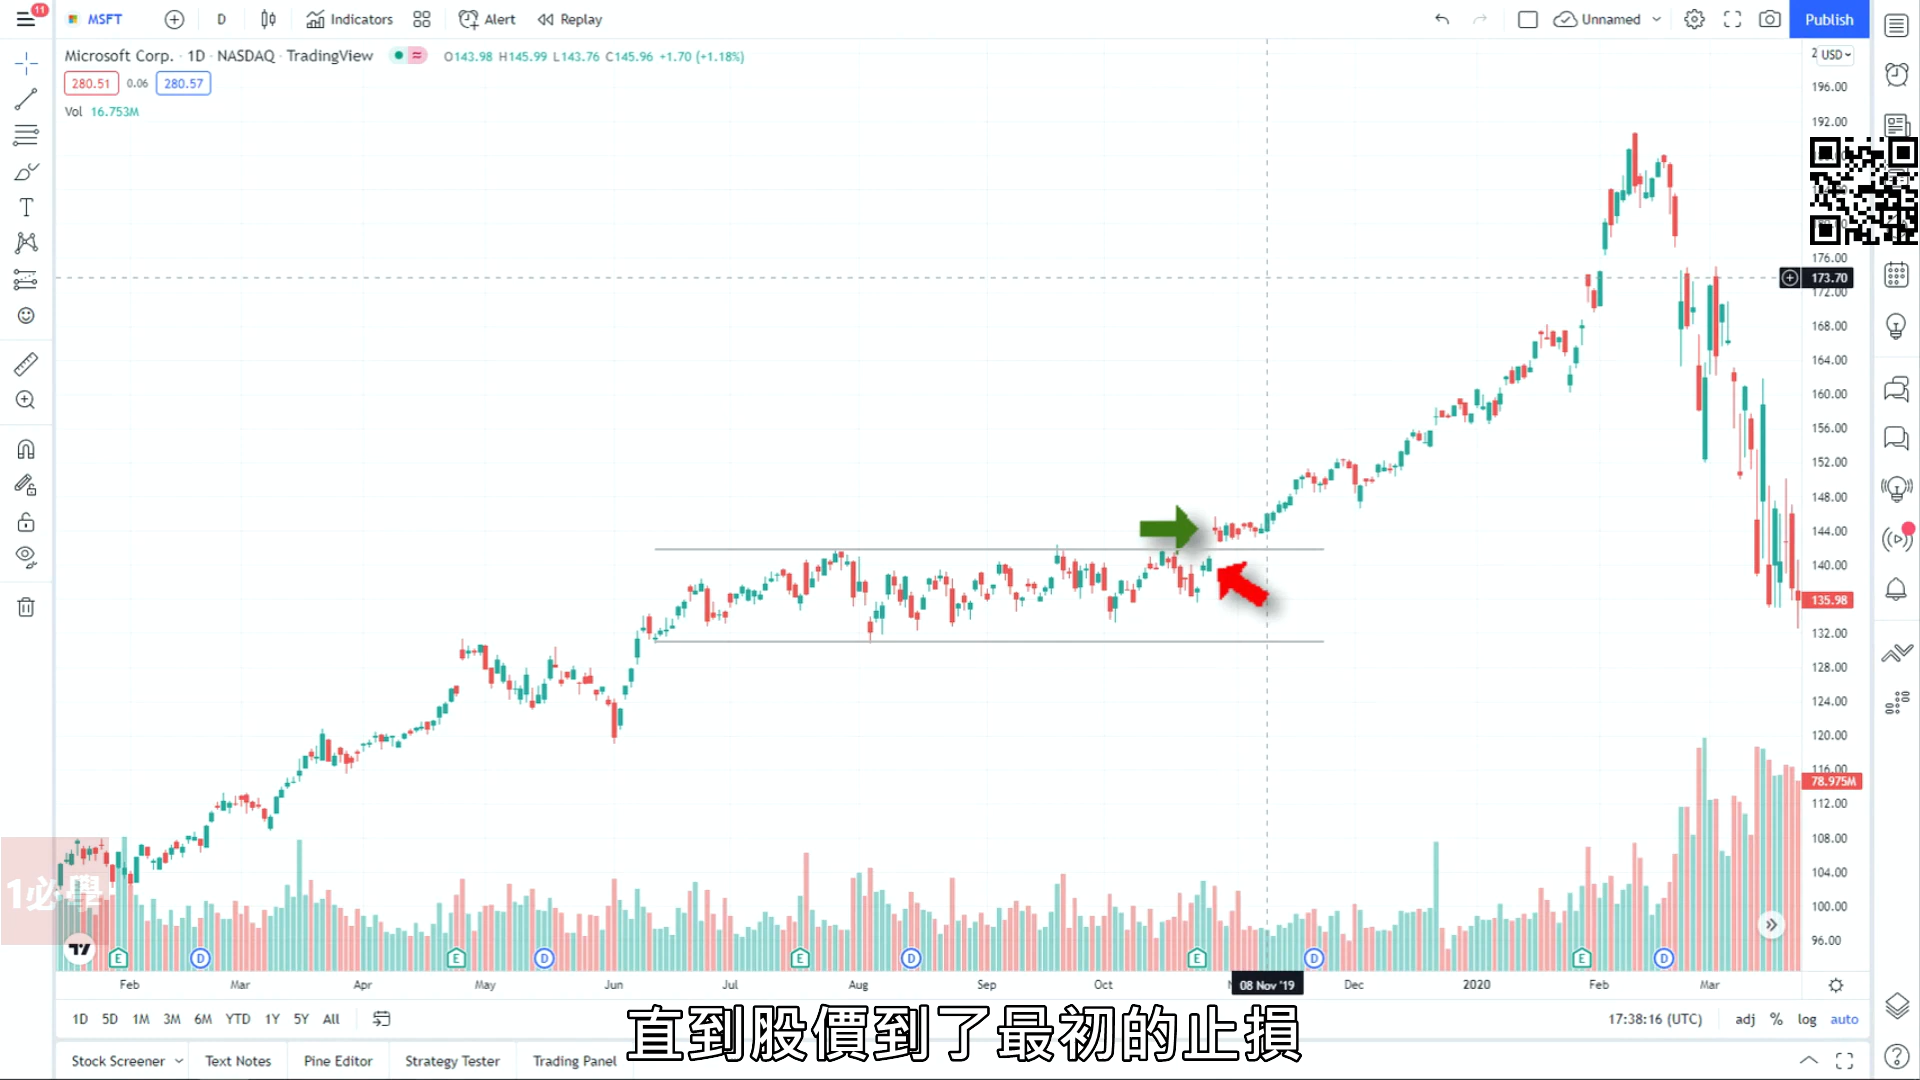 11
MSFT
D
Indicators
Alert
Replay
Unnamed
Publish
Microsoft Corp. · 1D · NASDAQ · TradingView
O143.98 H145.99 L143.76 C145.96 +1.70 (+1.18%)
280.51 0.06 280.57
Vol 16.753M
USD
196.00
192.00
176.00
173.70
172.00
168.00
164.00
160.00
156.00
152.00
148.00
144.00
140.00
135.98
132.00
128.00
124.00
120.00
116.00
78.975M
112.00
108.00
104.00
100.00
96.00
1必學
E D E D E D E D E D
Feb Mar Apr May Jun Jul Aug Sep Oct 08 Nov '19 Dec 2020 Feb Mar
1D 5D 1M 3M 6M YTD 1Y 5Y All
17:38:16 (UTC) adj % log auto
直到股價到了最初的止損
Stock Screener Text Notes Pine Editor Strategy Tester Trading Panel